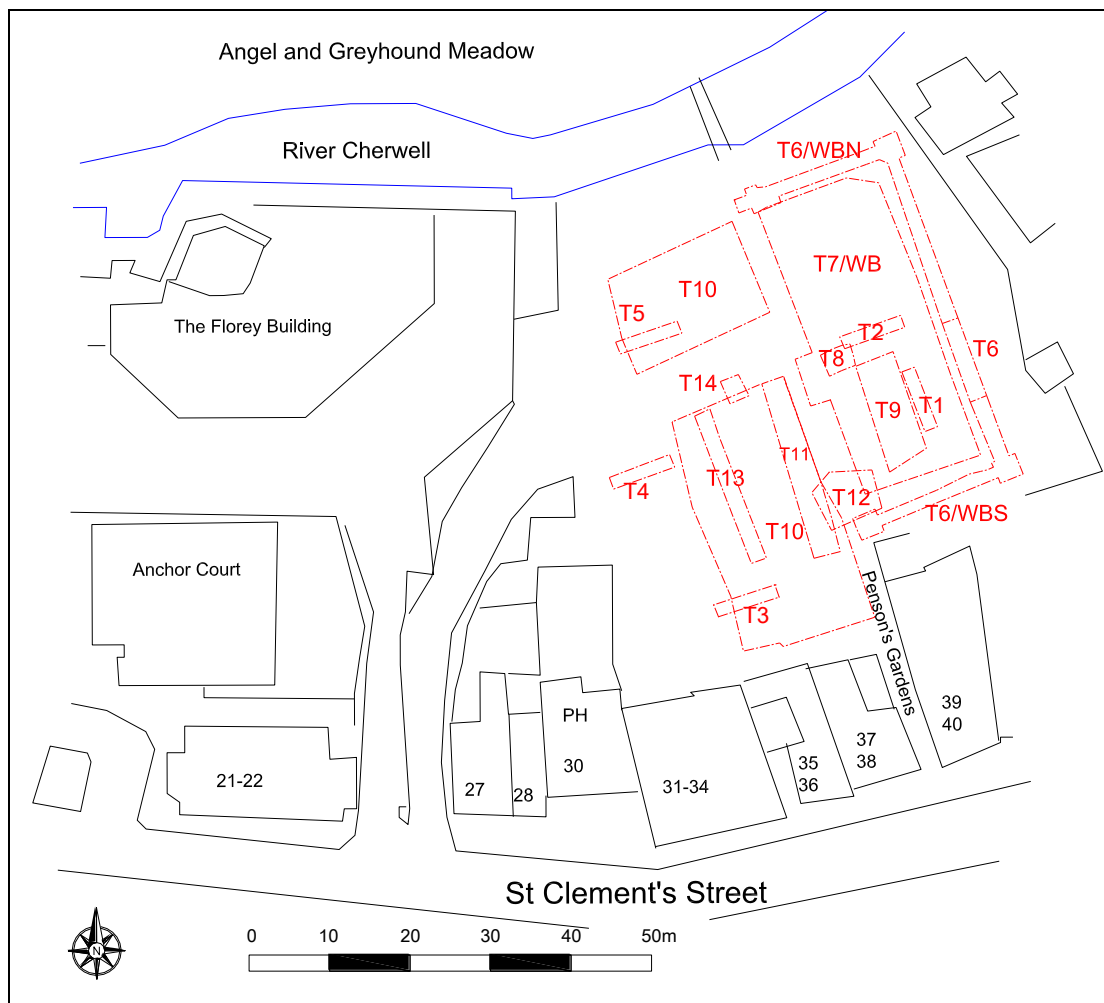 Angel and Greyhound Meadow
River Cherwell
T6/WBN
T7/WB
T10
T5
The Florey Building
T2
T8
T6
T14
T9
T1
T11
T13
T4
T12
T10
T6/WBS
Anchor Court
Penson's Gardens
T3
39
40
PH
30
37
38
35
36
31-34
21-22
27
28
St Clement's Street
N
0 10 20 30 40 50m